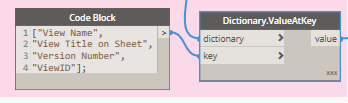 Code Block
1 ["View Name", >
2 "View Title on Sheet",
3 "Version Number",
4 "ViewID"];
Dictionary.ValueAtKey
dictionary > value
key >
xxx